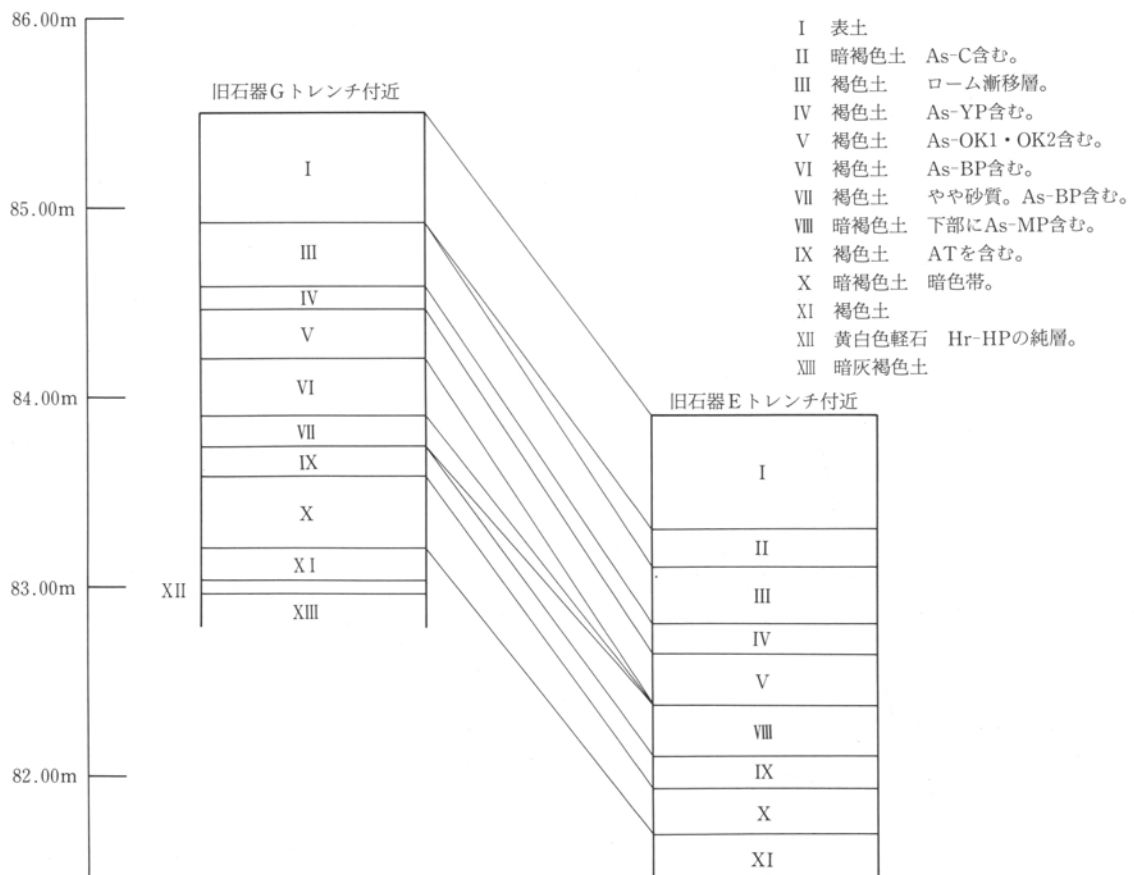 86.00m
85.00m
84.00m
83.00m
82.00m
旧石器Gトレンチ付近
I
III
IV
V
VI
VII
IX
X
XI
XII
XIII
I 表土
II 暗褐色土 As-C含む。
III 褐色土 ローム漸移層。
IV 褐色土 As-YP含む。
V 褐色土 As-OK1・OK2含む。
VI 褐色土 As-BP含む。
VII 褐色土 やや砂質。As-BP含む。
VIII 暗褐色土 下部にAs-MP含む。
IX 褐色土 ATを含む。
X 暗褐色土 暗色帯。
XI 褐色土
XII 黄白色軽石 Hr-HPの純層。
XIII 暗灰褐色土
旧石器Eトレンチ付近
I
II
III
IV
V
VIII
IX
X
XI